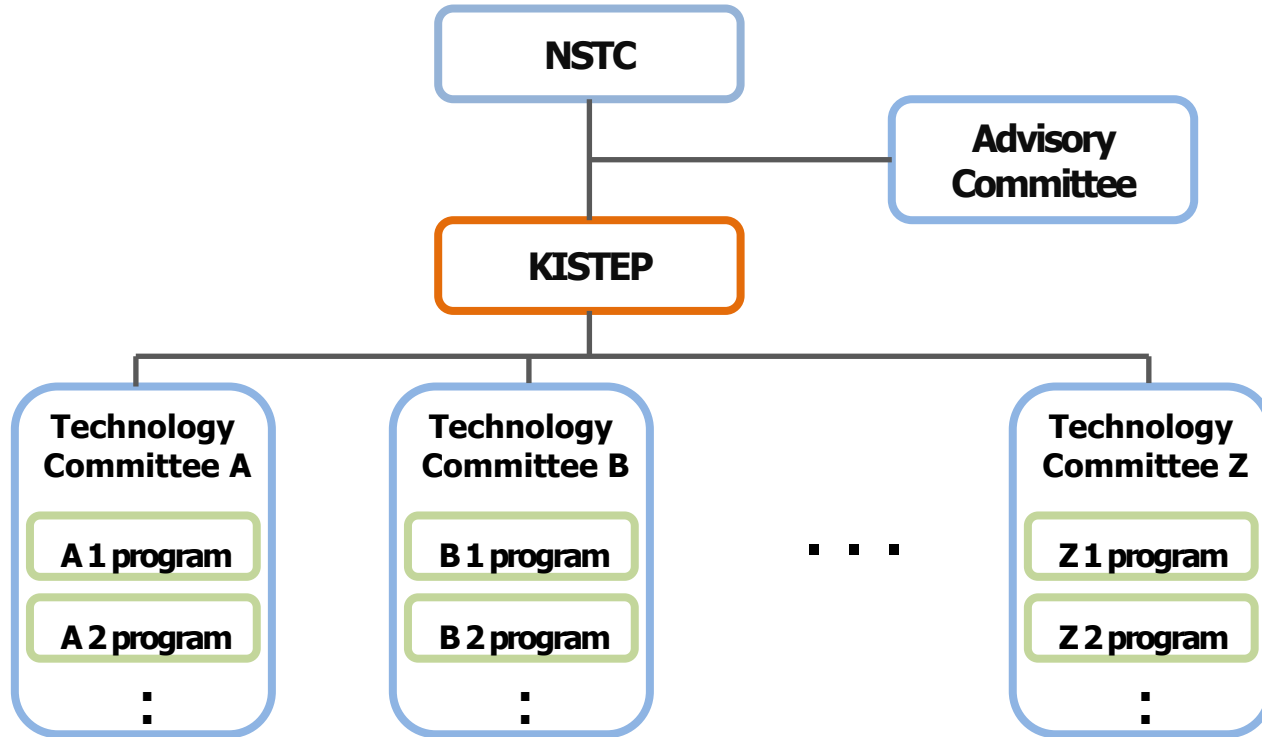 NSTC
Advisory
Committee
KISTEP
Technology
Committee A
A 1 program
A 2 program
:
Technology
Committee B
B 1 program
B 2 program
:
. . .
Technology
Committee Z
Z 1 program
Z 2 program
: